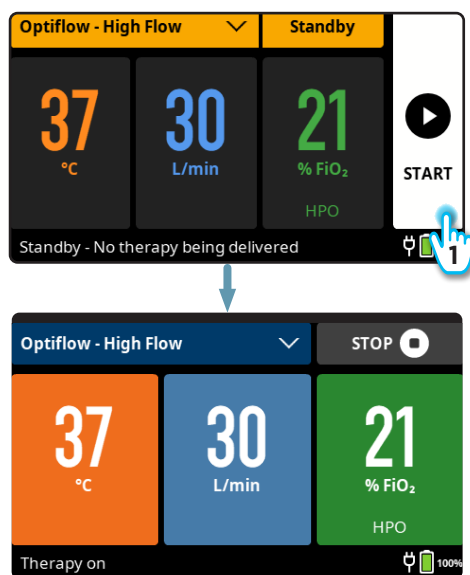 Optiflow - High Flow Standby
37 30 21
°C L/min % FiO₂
START
HPO
Standby - No therapy being delivered
1
Optiflow - High Flow STOP
37 30 21
°C L/min % FiO₂
HPO
Therapy on 100%